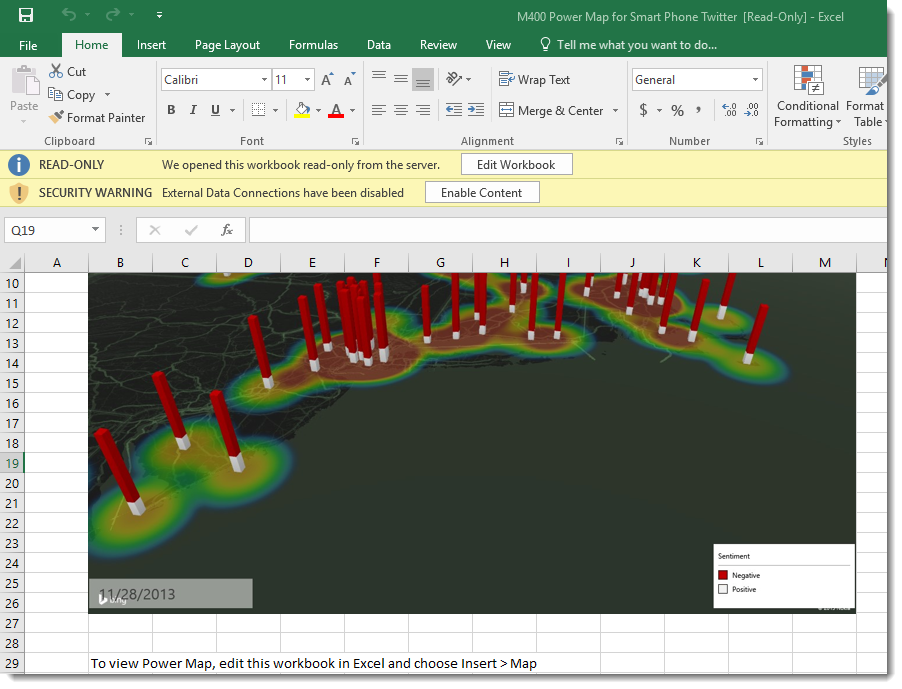 M400 Power Map for Smart Phone Twitter [Read-Only] - Excel
File Home Insert Page Layout Formulas Data Review View Tell me what you want to do...
Paste
Cut
Copy
Format Painter
Clipboard
Calibri 11 A A
B I U A
Font
Wrap Text
Merge & Center
Alignment
General
$ % , .0 .00 .00 .0
Number
Conditional Formatting
Format Table
Styles
READ-ONLY We opened this workbook read-only from the server. Edit Workbook
SECURITY WARNING External Data Connections have been disabled Enable Content
Q19 fx
A B C D E F G H I J K L M
10
11
12
13
14
15
16
17
18
19
20
21
22
23
24
25
26
27
28
29
Sentiment
Negative
Positive
11/28/2013
bing
To view Power Map, edit this workbook in Excel and choose Insert > Map